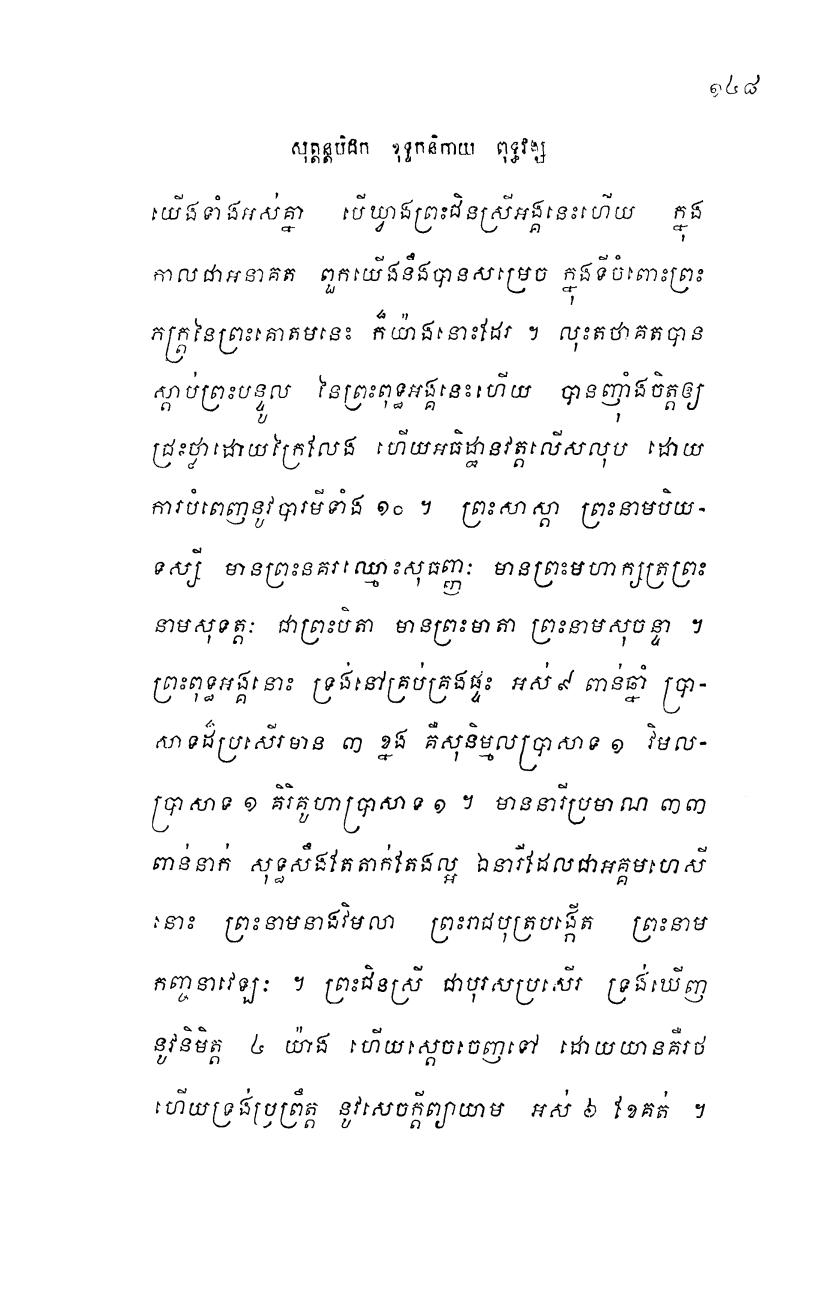 ១៤៨
សុត្តន្តបិដក ខុទ្ទកនិកាយ ពុទ្ធវង្ស
យើងទាំងអស់គ្នា បើឃ្វាងព្រះជិនស្រីអង្គនេះហើយ ក្នុង
កាលជាអនាគត ពួកយើងនឹងបានសម្រេច ក្នុងទីចំពោះព្រះ
ភក្ត្រនៃព្រះគោតមនេះ ក៏យ៉ាងនោះដែរ ។ លុះតថាគតបាន
ស្តាប់ព្រះបន្ទូល នៃព្រះពុទ្ធអង្គនេះហើយ បានញ៉ាំងចិត្តឲ្យ
ជ្រះថ្លាដោយក្រៃលែង ហើយអធិដ្ឋានវត្តលើសលុប ដោយ
ការបំពេញនូវបារមីទាំង ១០ ។ ព្រះសាស្តា ព្រះនាមបិយ-
ទស្សី មានព្រះនគរឈ្មោះសុធញ្ញៈ មានព្រះមហាក្សត្រព្រះ
នាមសុទត្តៈ ជាព្រះបិតា មានព្រះមាតា ព្រះនាមសុចន្ទា ។
ព្រះពុទ្ធអង្គនោះ ទ្រង់នៅគ្រប់គ្រងផ្ទះ អស់ ៩ ពាន់ឆ្នាំ ប្រា-
សាទដ៏ប្រសើរមាន ៣ ខ្នង គឺសុនិម្មលប្រាសាទ ១ វិមល-
ប្រាសាទ ១ គិរិគូហាប្រាសាទ ១ ។ មាននារីប្រមាណ ៣៣
ពាន់នាក់ សុទ្ធសឹងតែតាក់តែងល្អ ឯនារីដែលជាអគ្គមហេសី
នោះ ព្រះនាមនាងវិមលា ព្រះរាជបុត្របង្កើត ព្រះនាម
កញ្ចនាវេឡៈ ។ ព្រះជិនស្រី ជាបុរសប្រសើរ ទ្រង់ឃើញ
នូវនិមិត្ត ៤ យ៉ាង ហើយស្តេចចេញទៅ ដោយយានគឺរថ
ហើយទ្រង់ប្រព្រឹត្ត នូវសេចក្តីព្យាយាម អស់ ៦ ខែគត់ ។